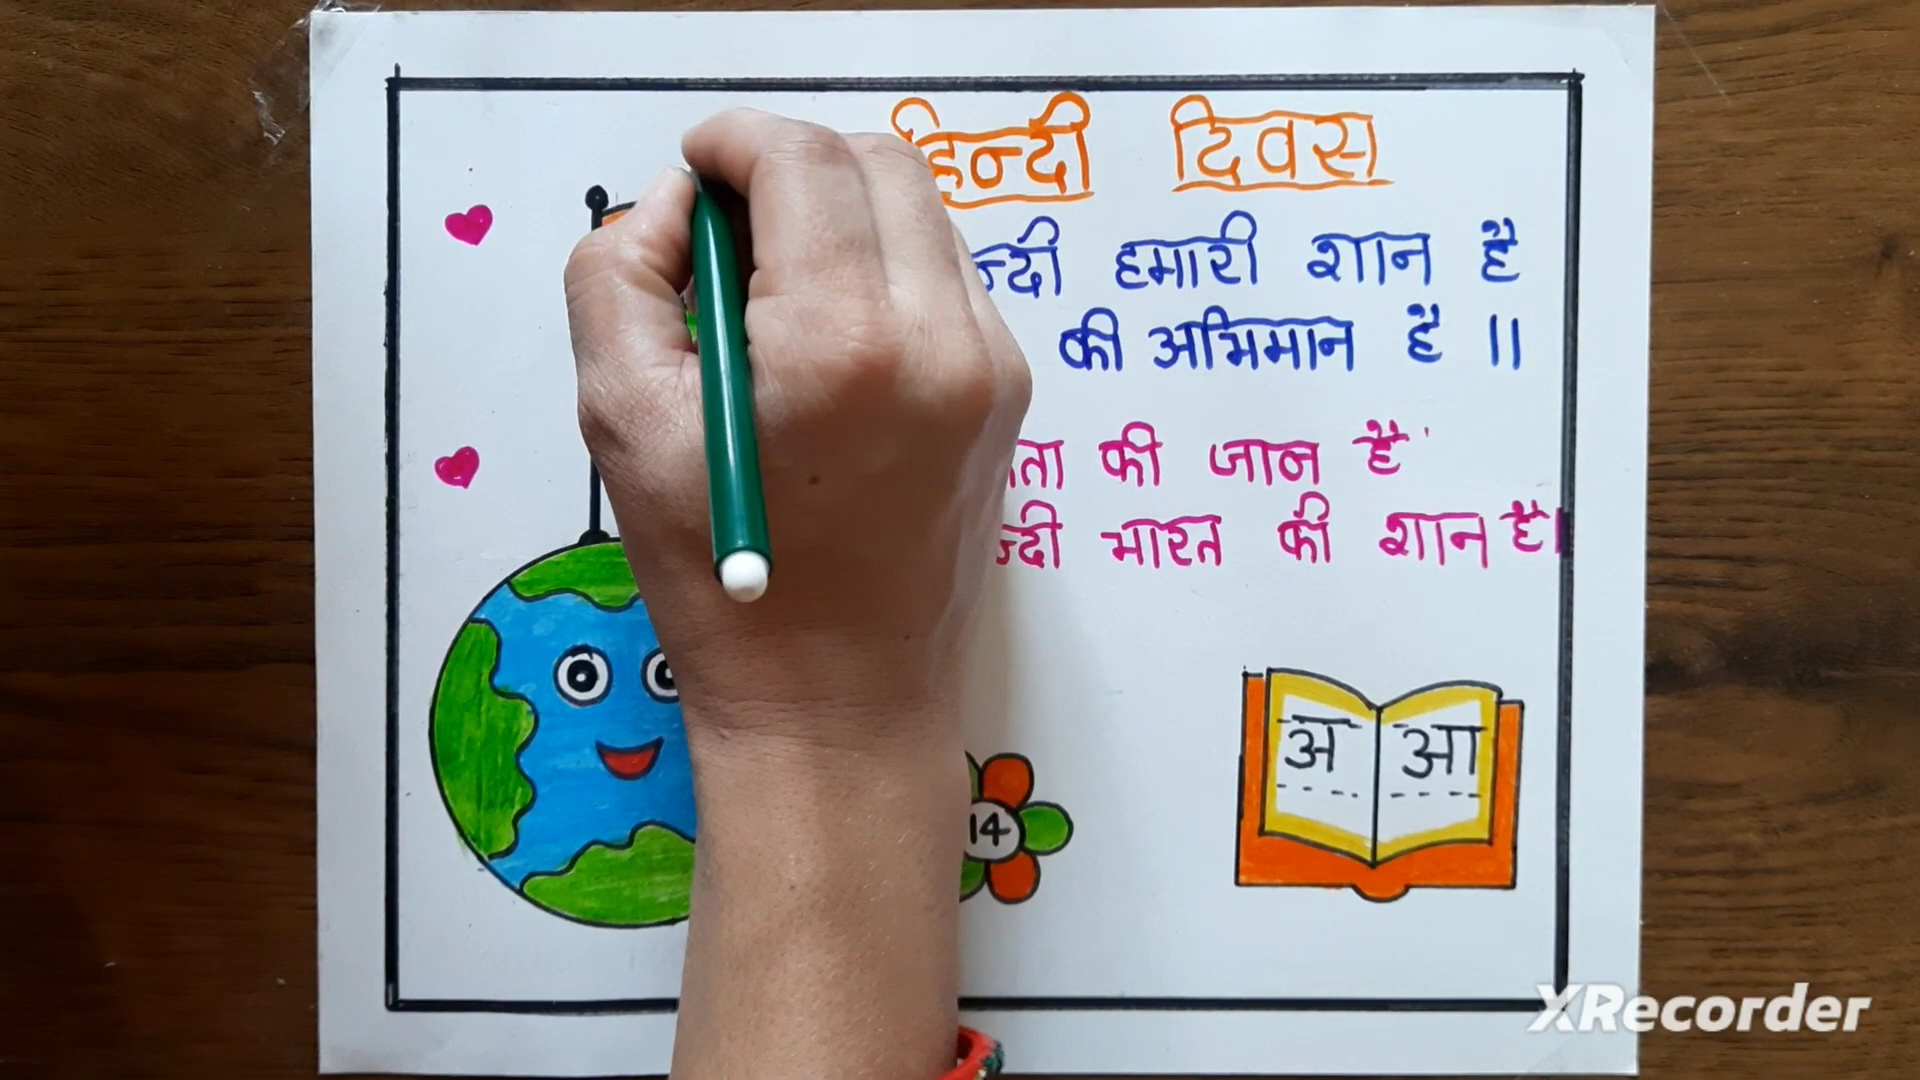 हिन्दी दिवस
हमारी शान है
की अभिमान है ॥
की जान है
भारत की शान है।
अ आ
14
XRecorder